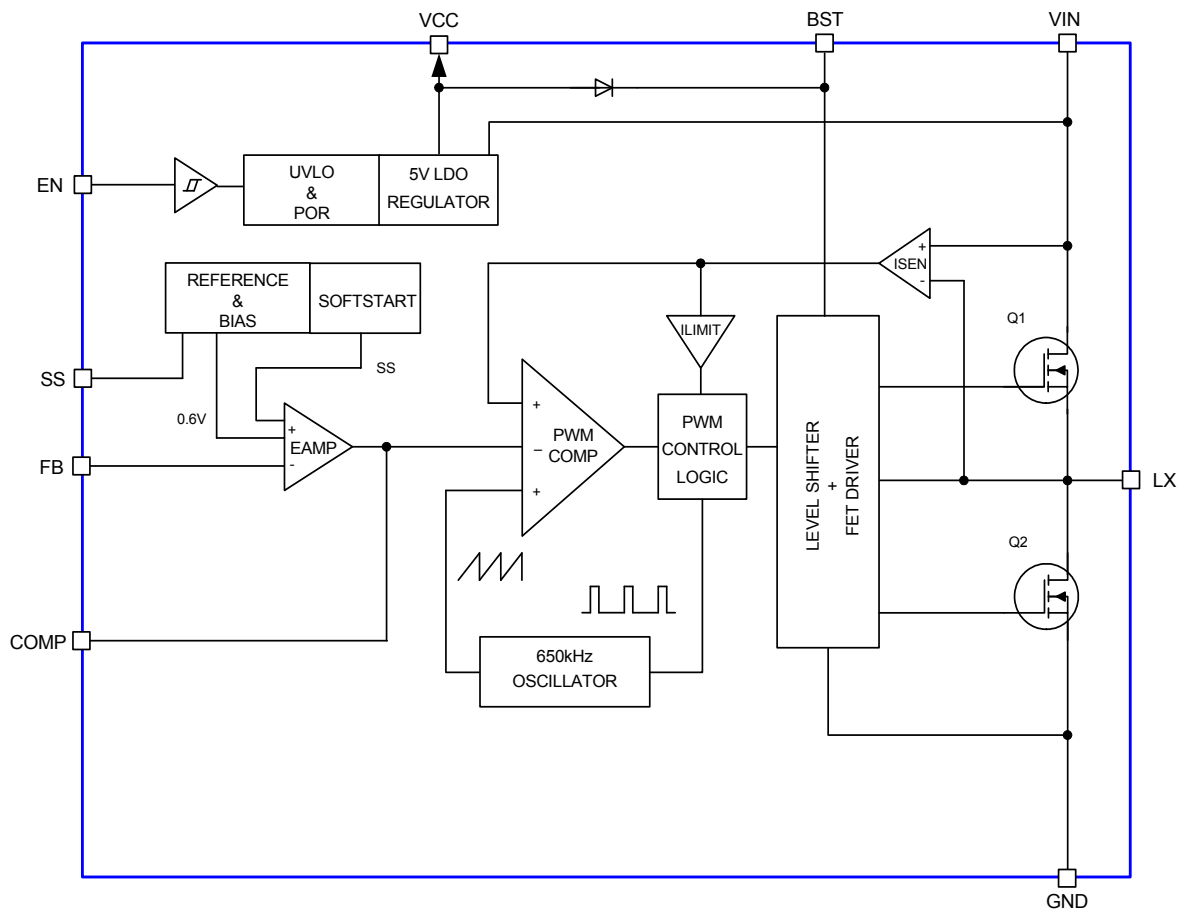 VCC
BST
VIN
EN
UVLO
&
POR
5V LDO
REGULATOR
REFERENCE
&
BIAS
SOFTSTART
+
ISEN
-
ILIMIT
Q1
SS
SS
0.6V
+
EAMP
-
FB
+
PWM
−
COMP
+
PWM
CONTROL
LOGIC
LEVEL SHIFTER
+
FET DRIVER
LX
Q2
COMP
650kHz
OSCILLATOR
GND